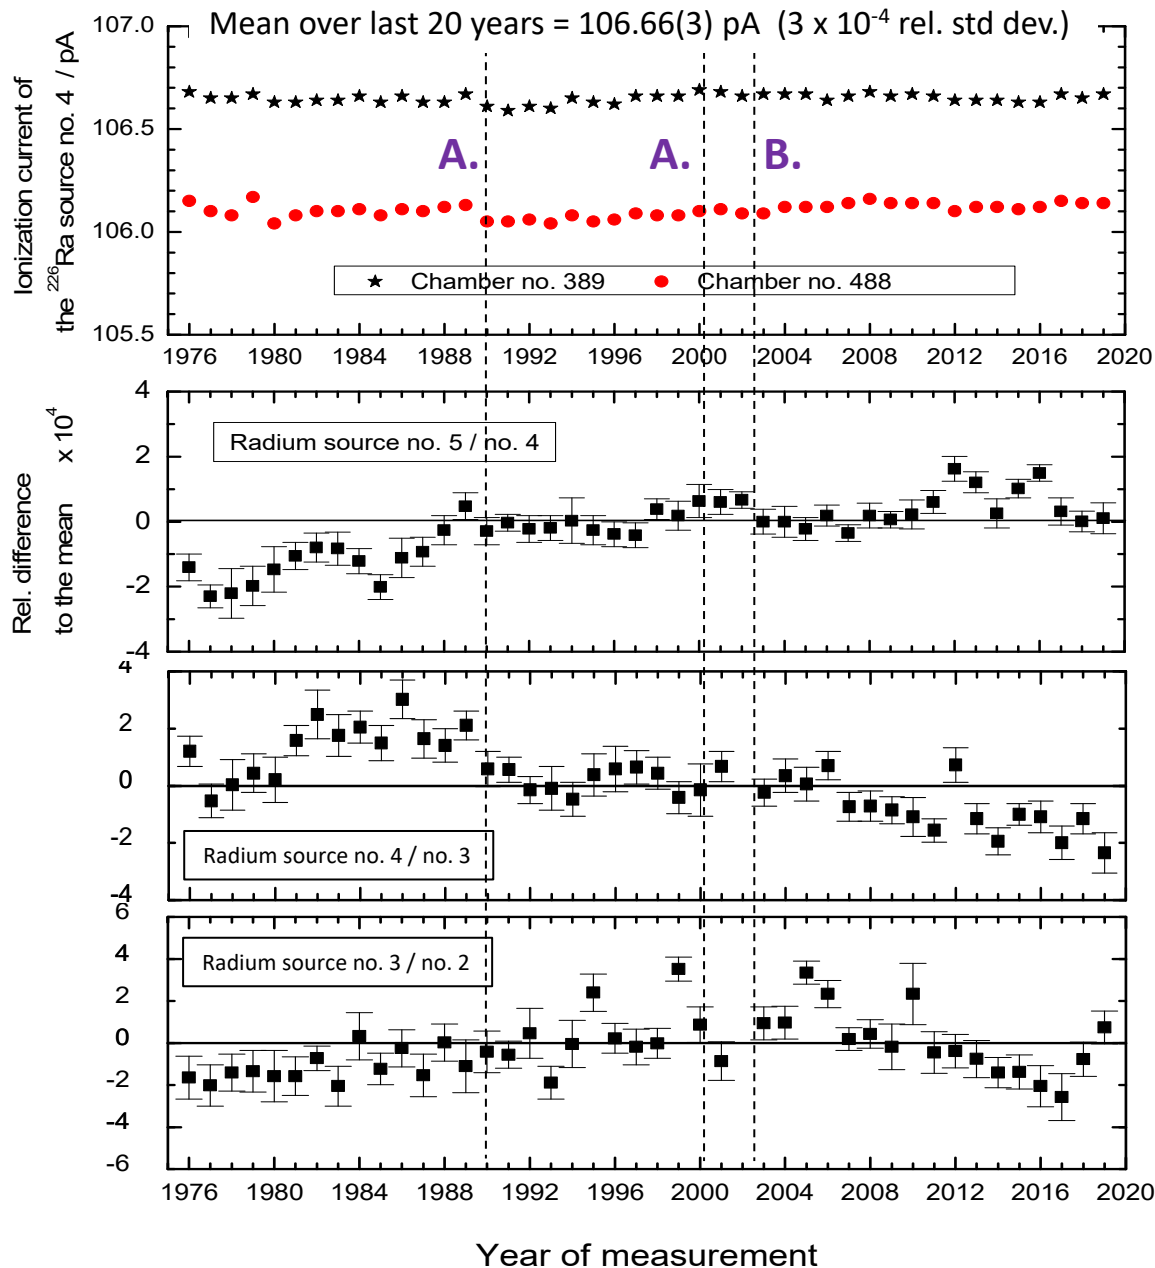 Mean over last 20 years = 106.66(3) pA (3 x 10⁻⁴ rel. std dev.)
Ionization current of
the ²²⁶Ra source no. 4 / pA
107.0
106.5
106.0
105.5
A.
A.
B.
Chamber no. 389
Chamber no. 488
1976 1980 1984 1988 1992 1996 2000 2004 2008 2012 2016 2020
Rel. difference
to the mean x 10⁴
4
2
0
-2
-4
Radium source no. 5 / no. 4
4
2
0
-2
-4
Radium source no. 4 / no. 3
6
4
2
0
-2
-4
-6
Radium source no. 3 / no. 2
1976 1980 1984 1988 1992 1996 2000 2004 2008 2012 2016 2020
Year of measurement